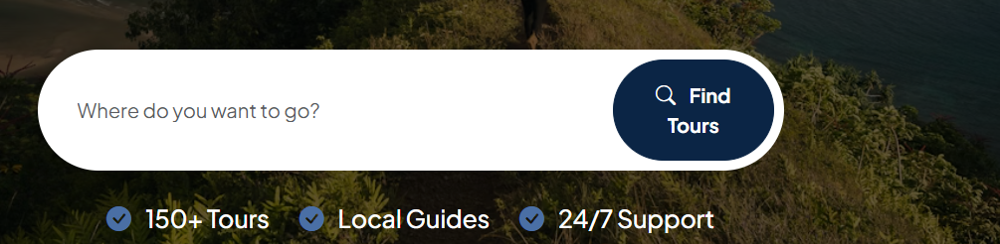 Where do you want to go?
Find
Tours
150+ Tours
Local Guides
24/7 Support